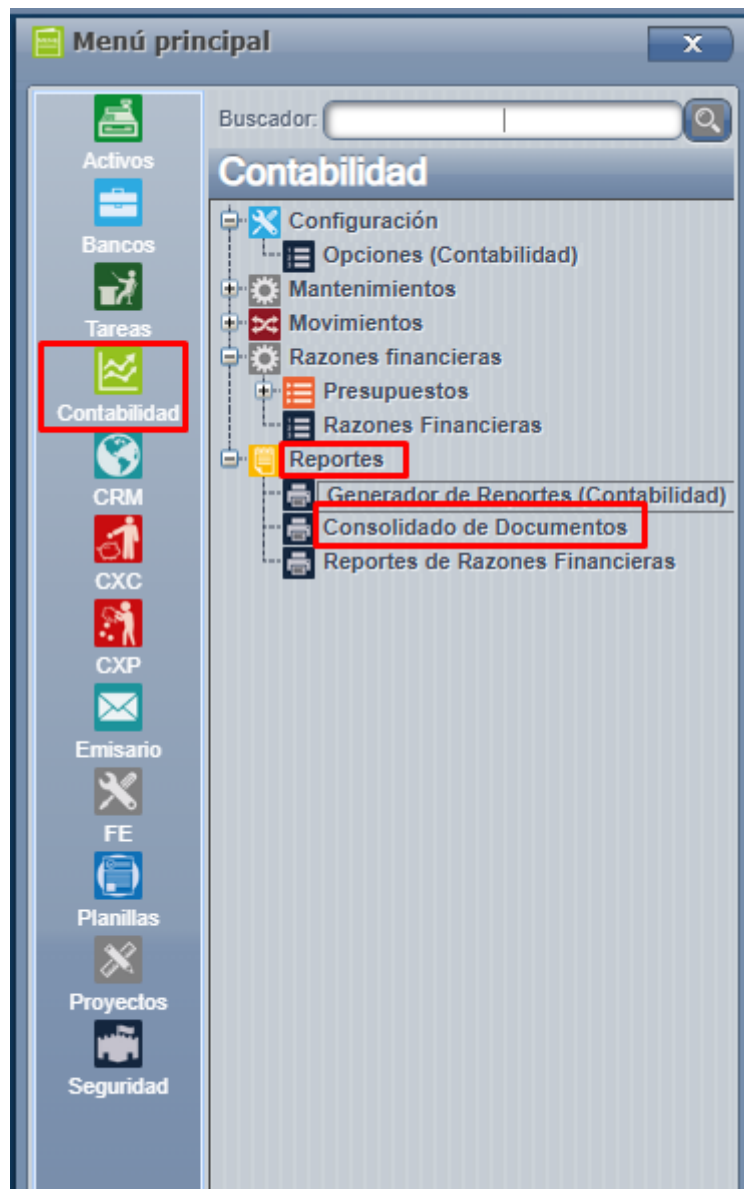 Menú principal
x
Buscador:
Activos
Bancos
Tareas
Contabilidad
CRM
CXC
CXP
Emisario
FE
Planillas
Proyectos
Seguridad
Contabilidad
Configuración
Opciones (Contabilidad)
Mantenimientos
Movimientos
Razones financieras
Presupuestos
Razones Financieras
Reportes
Generador de Reportes (Contabilidad)
Consolidado de Documentos
Reportes de Razones Financieras